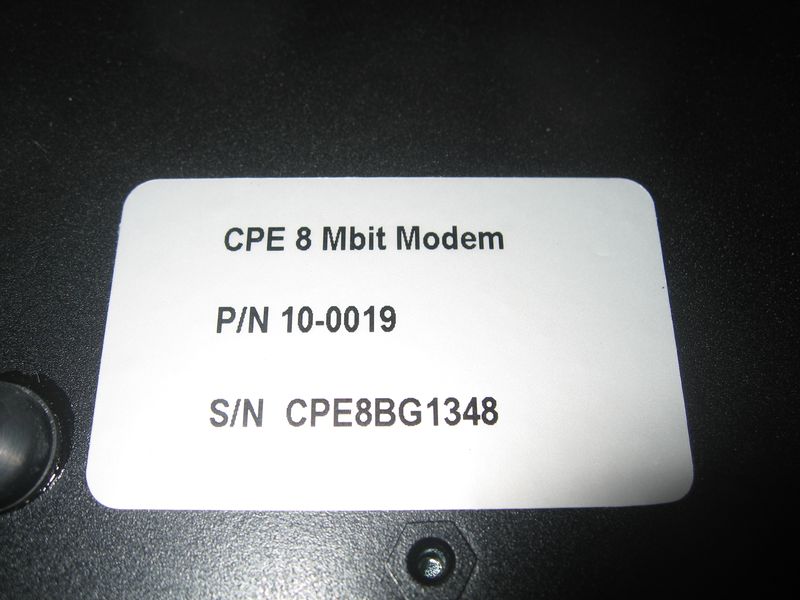 CPE 8 Mbit Modem
P/N 10-0019
S/N CPE8BG1348